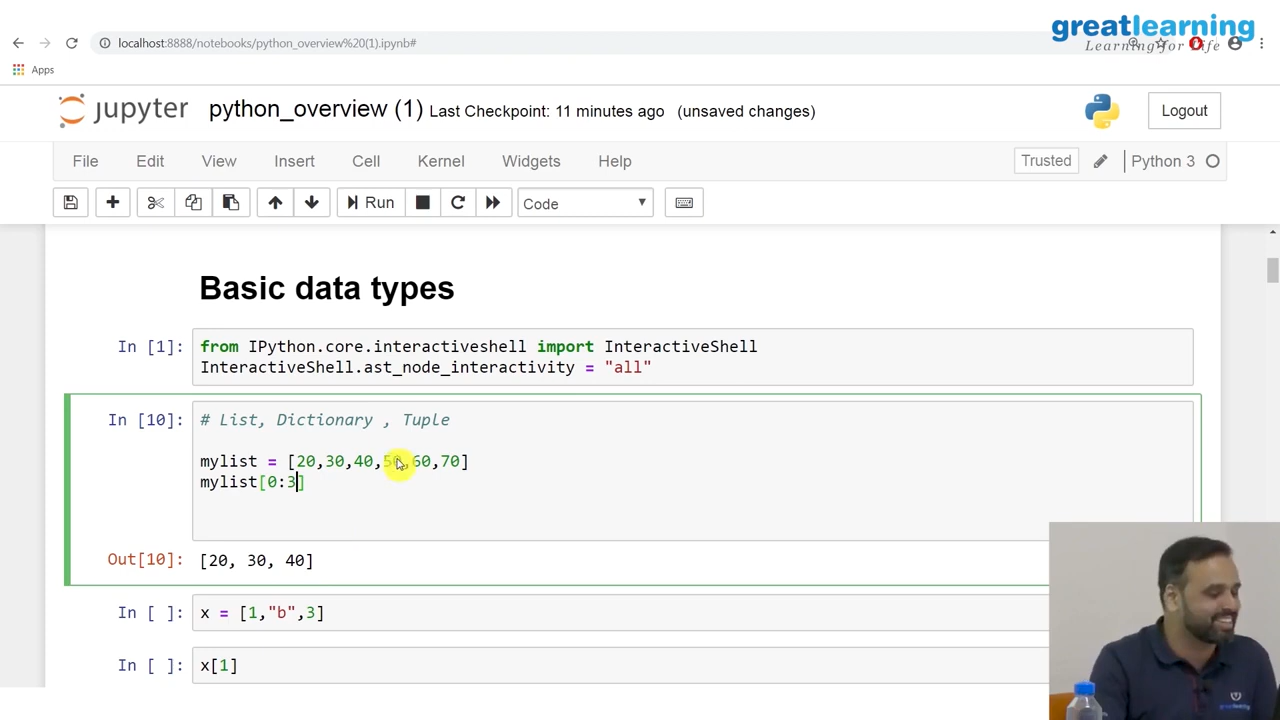 greatlearning
Learning for Life
localhost:8888/notebooks/python_overview%20(1).ipynb#
Apps
jupyter python_overview (1) Last Checkpoint: 11 minutes ago (unsaved changes) Logout
File Edit View Insert Cell Kernel Widgets Help Trusted Python 3
Run Code
Basic data types
In [1]: from IPython.core.interactiveshell import InteractiveShell
InteractiveShell.ast_node_interactivity = "all"
In [10]: # List, Dictionary , Tuple
mylist = [20,30,40,50,60,70]
mylist[0:3]
Out[10]: [20, 30, 40]
In [ ]: x = [1,"b",3]
In [ ]: x[1]
greatlearning